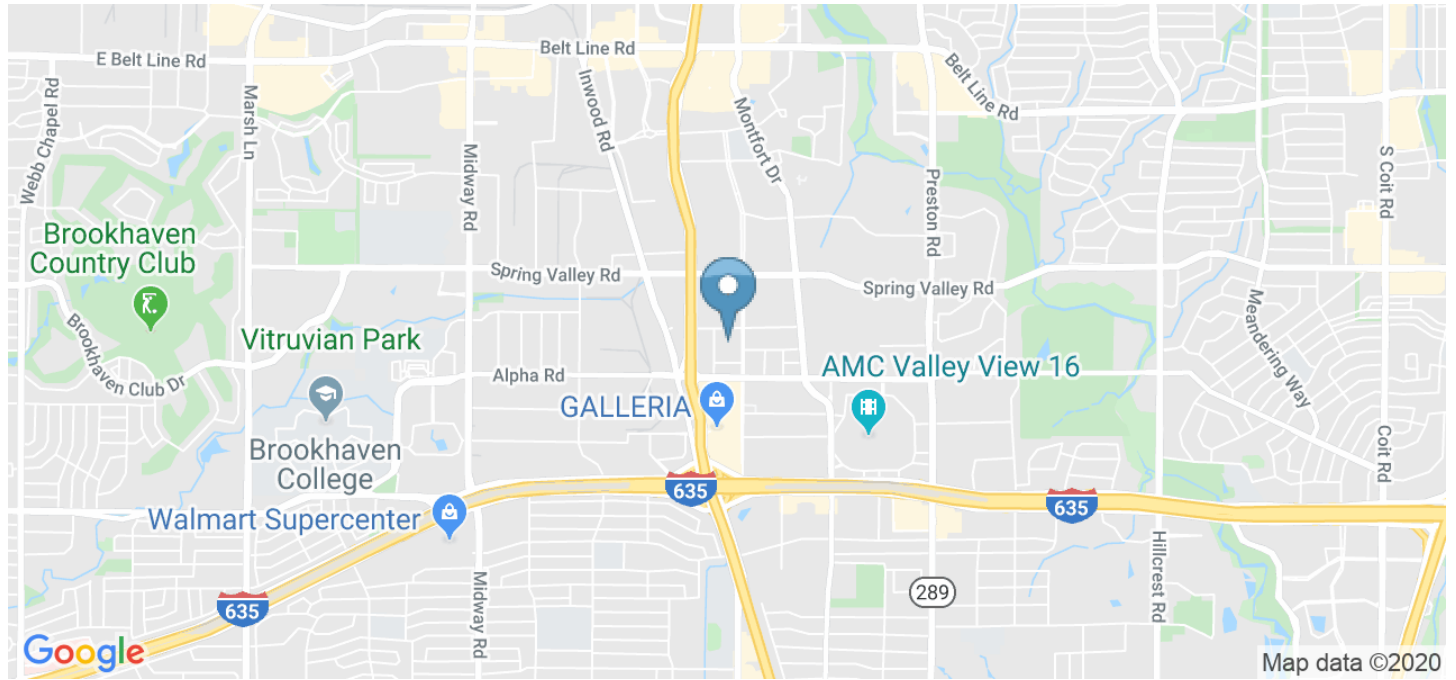 Belt Line Rd
E Belt Line Rd
Belt Line Rd
Webb Chapel Rd
Marsh Ln
Midway Rd
Inwood Rd
Montfort Dr
Preston Rd
S Coit Rd
Brookhaven
Country Club
Spring Valley Rd
Spring Valley Rd
Meandering Way
Brookhaven Club Dr
Vitruvian Park
Alpha Rd
AMC Valley View 16
GALLERIA
Brookhaven
College
Coit Rd
635
635
Walmart Supercenter
Hillcrest Rd
635
Midway Rd
289
Google
Map data ©2020